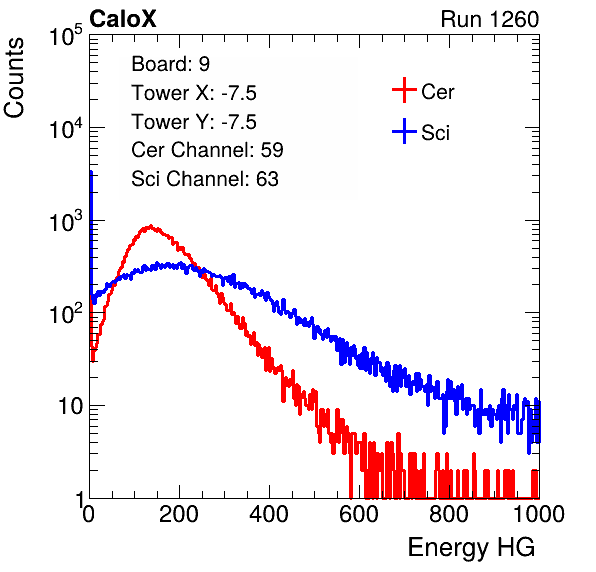 CaloX Run 1260
Counts
Board: 9
Tower X: -7.5
Tower Y: -7.5
Cer Channel: 59
Sci Channel: 63
Cer
Sci
10^5
10^4
10^3
10^2
10
1
0 200 400 600 800 1000
Energy HG